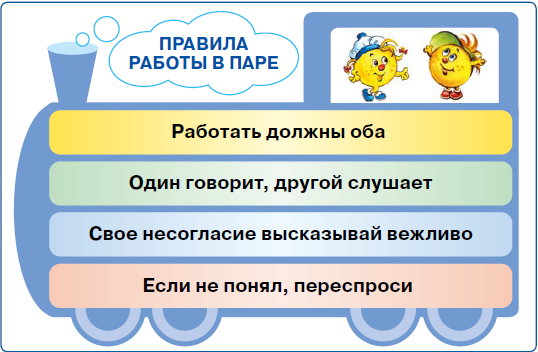 ПРАВИЛА
РАБОТЫ В ПАРЕ
Работать должны оба
Один говорит, другой слушает
Свое несогласие высказывай вежливо
Если не понял, переспроси